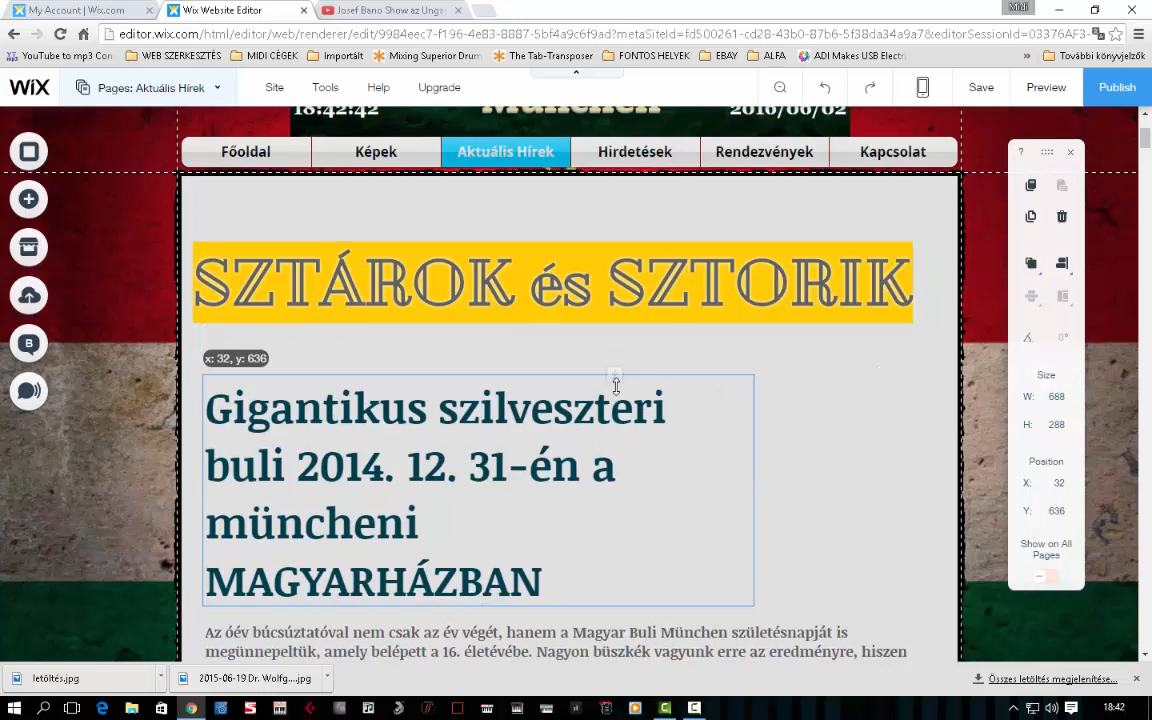 My Account | Wix.com
Wix Website Editor
Josef Bano Show az Unga
Midi
editor.wix.com/html/editor/web/renderer/edit/9984eec7-f196-4e83-8887-5bf4a9c6f9ad?metaSiteId=fd500261-cd28-43b0-87b6-5f38da34a9a7&editorSessionId=03376AF3-
YouTube to mp3 Con
WEB SZERKESZTÉS
MIDI CÉGEK
Importált
Mixing Superior Drum
The Tab-Transposer
FONTOS HELYEK
EBAY
ALFA
ADI Makes USB Electri
»
További könyvjelzők
WiX
Pages: Aktuális Hírek
Site
Tools
Help
Upgrade
Save
Preview
Publish
18:42:42
München
2016/06/02
Főoldal
Képek
Aktuális Hírek
Hirdetések
Rendezvények
Kapcsolat
SZTÁROK és SZTORIK
x: 32, y: 636
Gigantikus szilveszteri
buli 2014. 12. 31-én a
müncheni
MAGYARHÁZBAN
Az óév búcsúztatóval nem csak az év végét, hanem a Magyar Buli München születésnapját is
megünnepeltük, amely belépett a 16. életévébe. Nagyon büszkék vagyunk erre az eredményre, hiszen
?
0°
Size
W: 688
H: 288
Position
X: 32
Y: 636
Show on All
Pages
letöltés.jpg
2015-06-19 Dr. Wolfg....jpg
Összes letöltés megjelenítése...
18:42